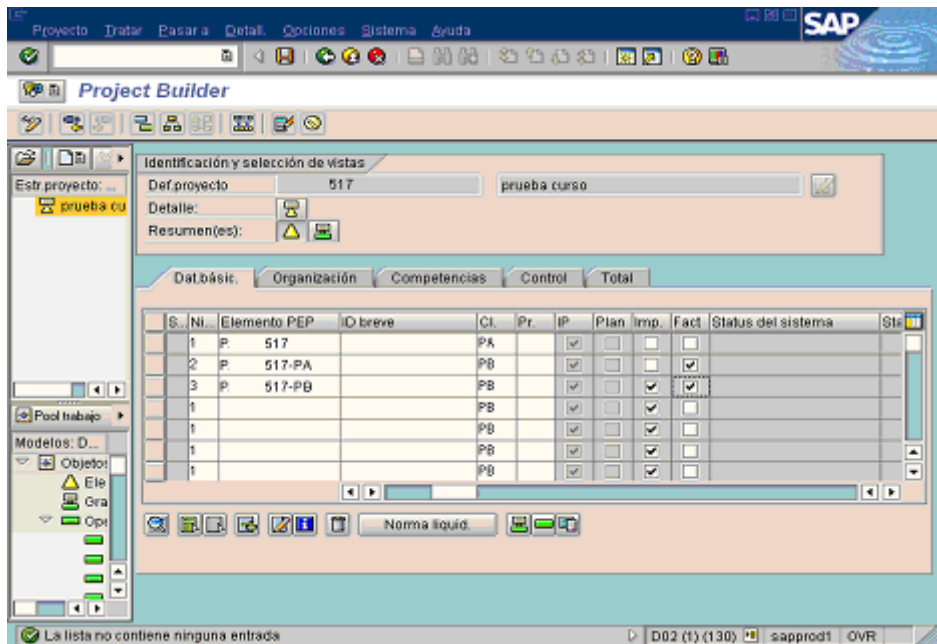 Proyecto Tratar Pasar a Detall. Opciones Sistema Ayuda
SAP
Project Builder
Identificación y selección de vistas
Estr.proyecto: ...
prueba cu
Def.proyecto 517 prueba curso
Detalle:
Resumen(es):
Dat.básic. Organización Competencias Control Total
S.. Ni... Elemento PEP ID breve Cl. Pr. IP Plan Imp. Fact Status del sistema Sta
1 P. 517 PA
2 P. 517-PA PB
3 P. 517-PB PB
1 PB
1 PB
1 PB
1 PB
Pool trabajo
Modelos: D...
Objetos
Ele
Gra
Ope
Norma liquid.
La lista no contiene ninguna entrada
D02 (1) (130) sapprod1 OVR